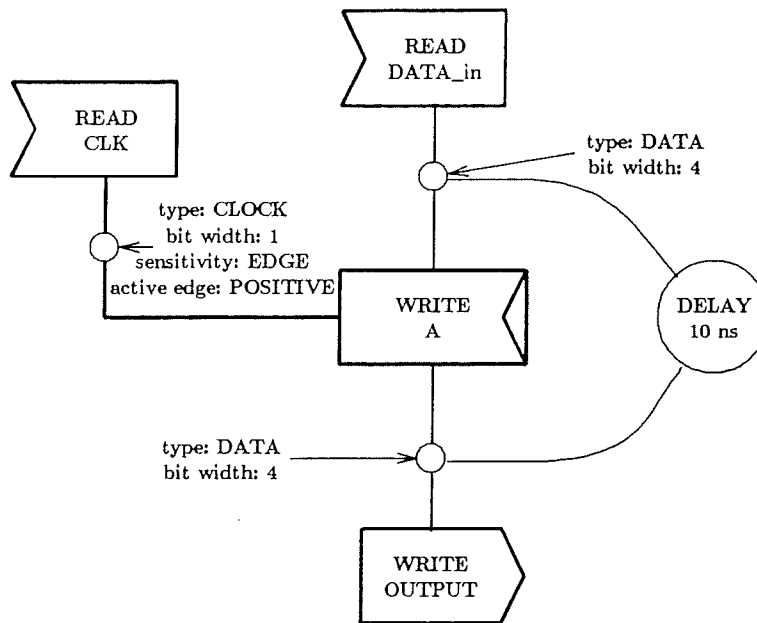 READ
DATA_in
READ
CLK
type: DATA
bit width: 4
type: CLOCK
bit width: 1
sensitivity: EDGE
active edge: POSITIVE
WRITE
A
DELAY
10 ns
type: DATA
bit width: 4
WRITE
OUTPUT